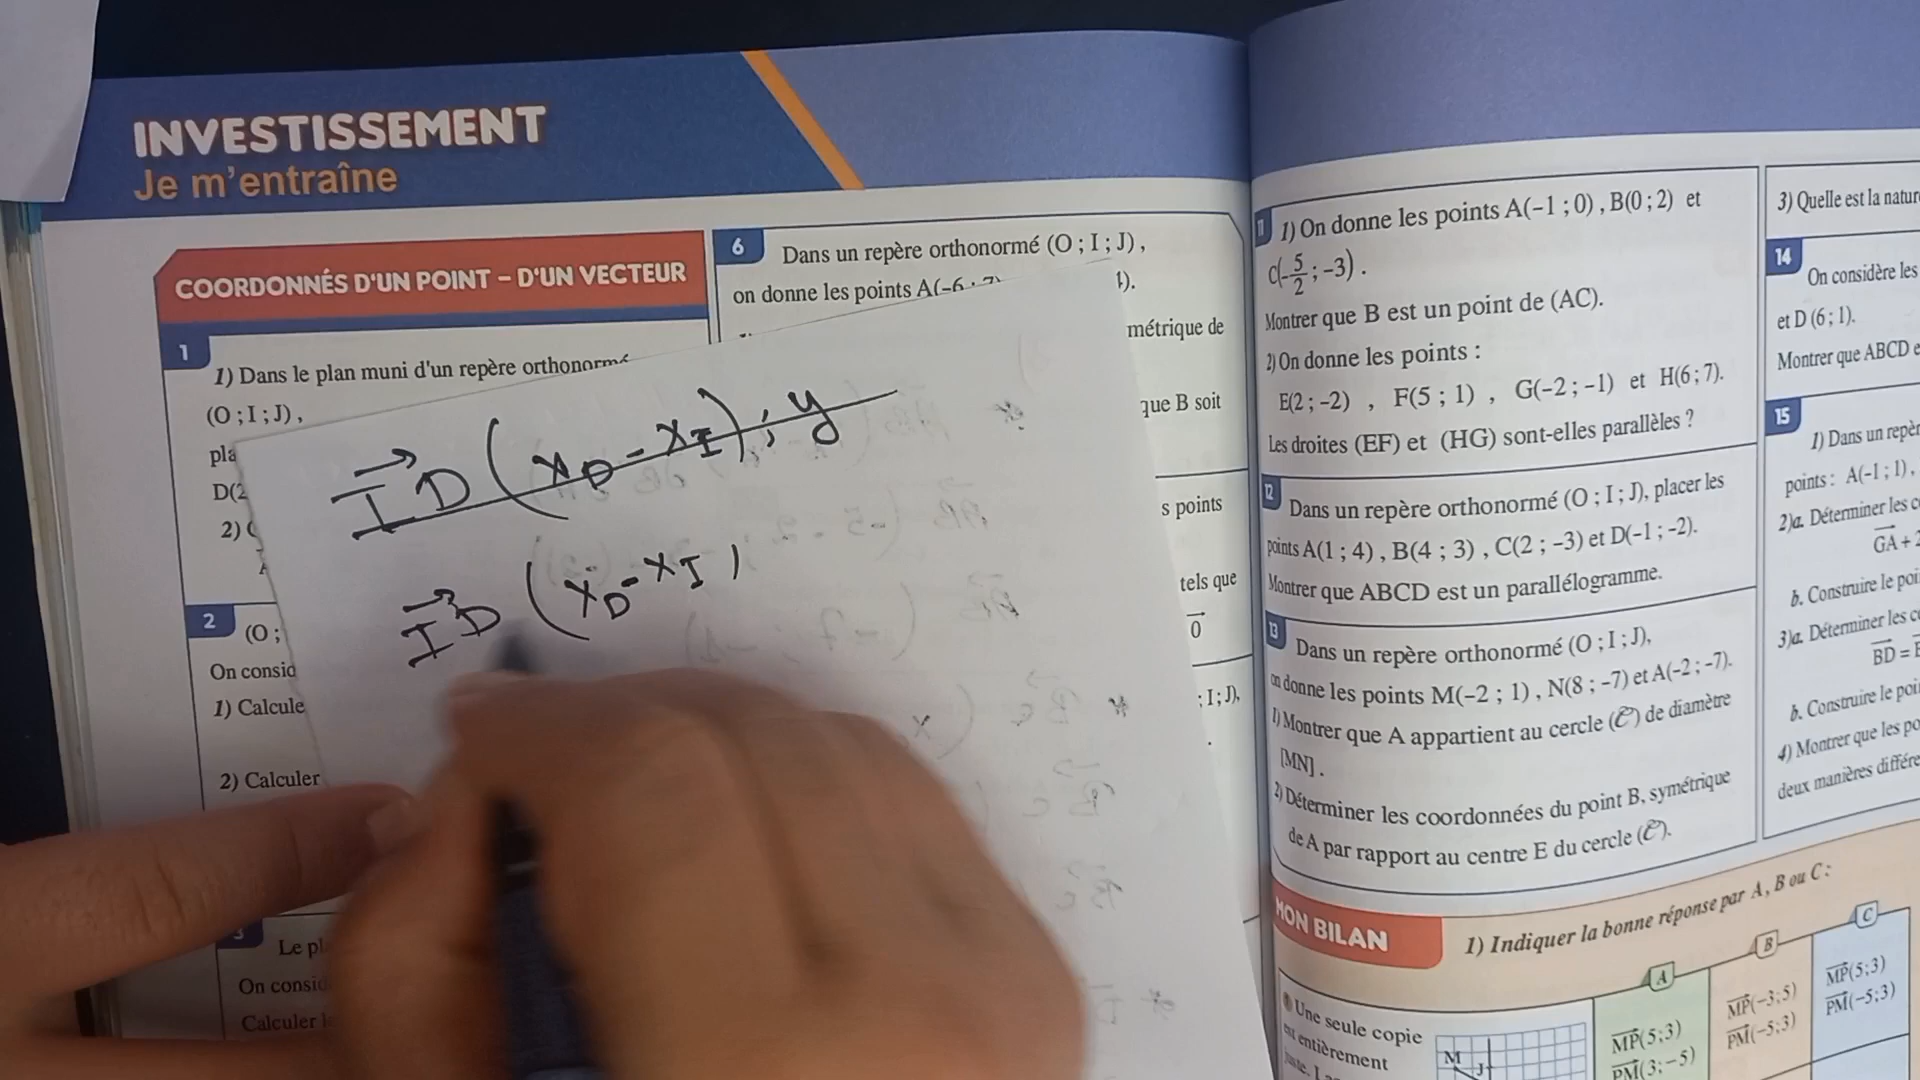 INVESTISSEMENT
Je m'entraîne
COORDONNÉS D'UN POINT – D'UN VECTEUR
1
1) Dans le plan muni d'un repère orthonormé
(O ; I ; J) ,
pla
D(2
2)
2
(O ;
On consid
1) Calcule
2) Calculer
3
Le pl
On consid
Calculer
ID (x_D - x_I) ; y
ID (x_D - x_I )
6
Dans un repère orthonormé (O ; I ; J) ,
on donne les points A(–6 ; 7)
métrique de
que B soit
s points
tels que
0
; I ; J),
1) On donne les points A(–1 ; 0) , B(0 ; 2) et
C(-5/2 ; –3) .
Montrer que B est un point de (AC).
2) On donne les points :
E(2 ; –2) , F(5 ; 1) , G(–2 ; –1) et H(6 ; 7).
Les droites (EF) et (HG) sont-elles parallèles ?
12
Dans un repère orthonormé (O ; I ; J), placer les
points A(1 ; 4) , B(4 ; 3) , C(2 ; –3) et D(–1 ; –2).
Montrer que ABCD est un parallélogramme.
13
Dans un repère orthonormé (O ; I ; J),
on donne les points M(–2 ; 1) , N(8 ; –7) et A(–2 ; –7).
1) Montrer que A appartient au cercle (C) de diamètre
[MN] .
2) Déterminer les coordonnées du point B, symétrique
de A par rapport au centre E du cercle (C).
3) Quelle est la natur
14
On considère les
et D (6 ; 1).
Montrer que ABCD e
15
1) Dans un repèr
points : A(–1 ; 1) ,
2)a. Déterminer les c
GA + 2
b. Construire le poi
3)a. Déterminer les c
BD =
b. Construire le poi
4) Montrer que les po
deux manières différe
MON BILAN
1) Indiquer la bonne réponse par A, B ou C :
A
B
C
Une seule copie
est entièrement
M
J
MP(5;3)
PM(3;–5)
MP(–3;5)
PM(–5;3)
MP(5;3)
PM(–5;3)